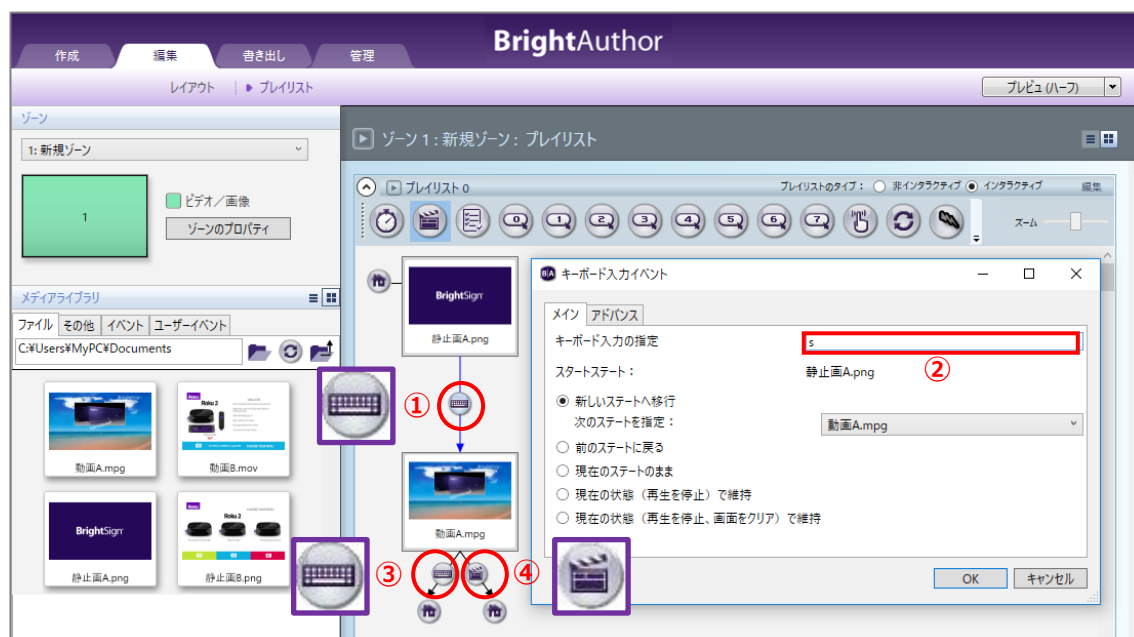 BrightAuthor
作成
編集
書き出し
管理
レイアウト
プレイリスト
プレビュ (ハーフ)
ゾーン
1: 新規ゾーン
1
ビデオ／画像
ゾーンのプロパティ
メディアライブラリ
ファイル
その他
イベント
ユーザーイベント
C:¥Users¥MyPC¥Documents
動画A.mpg
Roku 2
動画B.mov
BrightSign
静止画A.png
Roku 2
静止画B.png
ゾーン 1 : 新規ゾーン : プレイリスト
プレイリスト 0
プレイリストのタイプ：
非インタラクティブ
インタラクティブ
編集
0
1
2
3
4
5
6
7
ズーム
BrightSign
静止画A.png
①
動画A.mpg
③
④
BA
キーボード入力イベント
メイン
アドバンス
キーボード入力の指定
s
②
スタートステート：
静止画A.png
新しいステートへ移行
次のステートを指定：
動画A.mpg
前のステートに戻る
現在のステートのまま
現在の状態（再生を停止）で維持
現在の状態（再生を停止、画面をクリア）で維持
OK
キャンセル